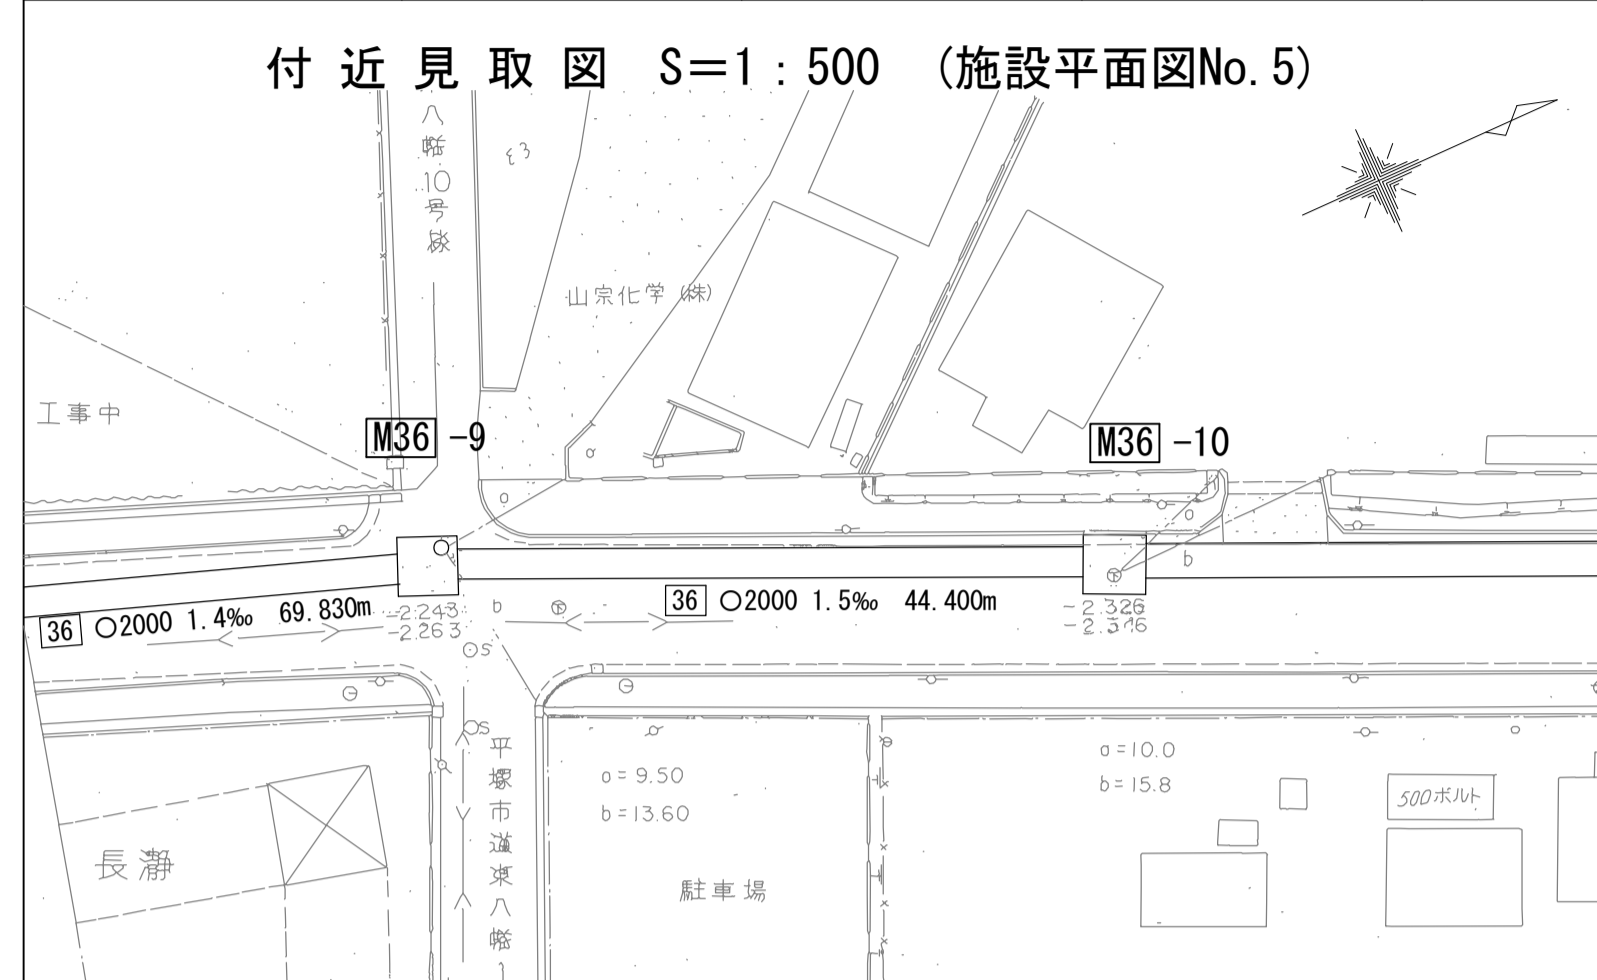 付近見取図 S=1:500 (施設平面図No.5)
八幡10号線
山宗化学(株)
工事中
M36 -9
M36 -10
36 ○2000 1.4‰ 69.830m
36 ○2000 1.5‰ 44.400m
-2.243
-2.263
b
b
-2.326
S
S
平塚市道東八幡
a=9.50
b=13.60
a=10.0
b=15.8
500ボルト
長瀞
駐車場